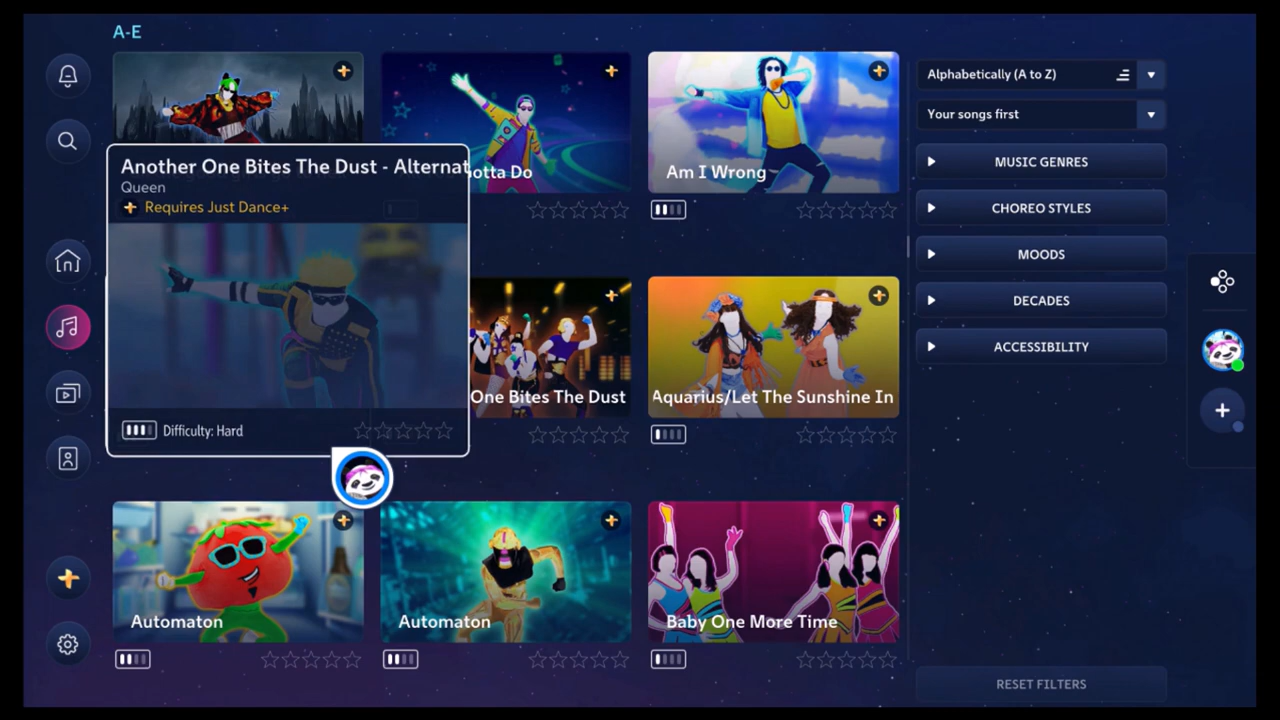 A-E
Another One Bites The Dust - Alternat
Queen
Requires Just Dance+
Difficulty: Hard
otta Do
Am I Wrong
One Bites The Dust
Aquarius/Let The Sunshine In
Automaton
Automaton
Baby One More Time
Alphabetically (A to Z)
Your songs first
MUSIC GENRES
CHOREO STYLES
MOODS
DECADES
ACCESSIBILITY
RESET FILTERS